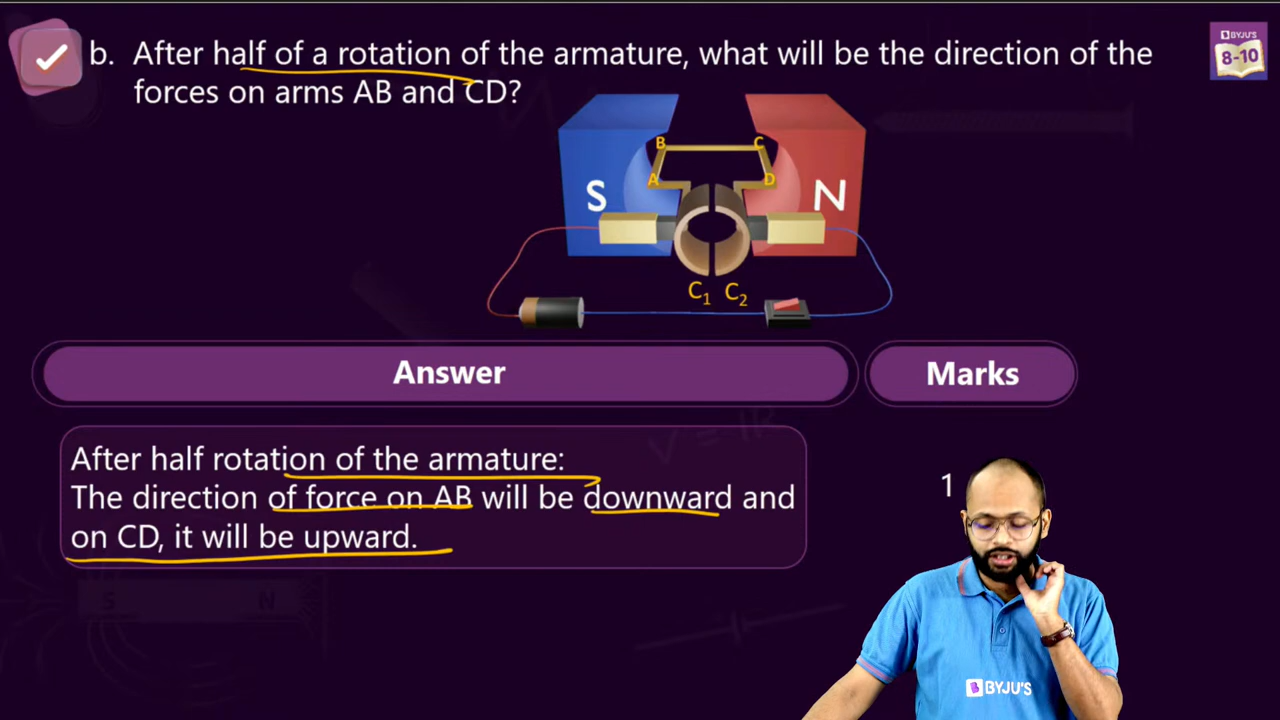 b. After half of a rotation of the armature, what will be the direction of the
forces on arms AB and CD?
BYJU'S
8-10
B
C
A
D
S
N
C₁ C₂
Answer
Marks
After half rotation of the armature:
The direction of force on AB will be downward and
on CD, it will be upward.
1
V = IR
S
N
BYJU'S